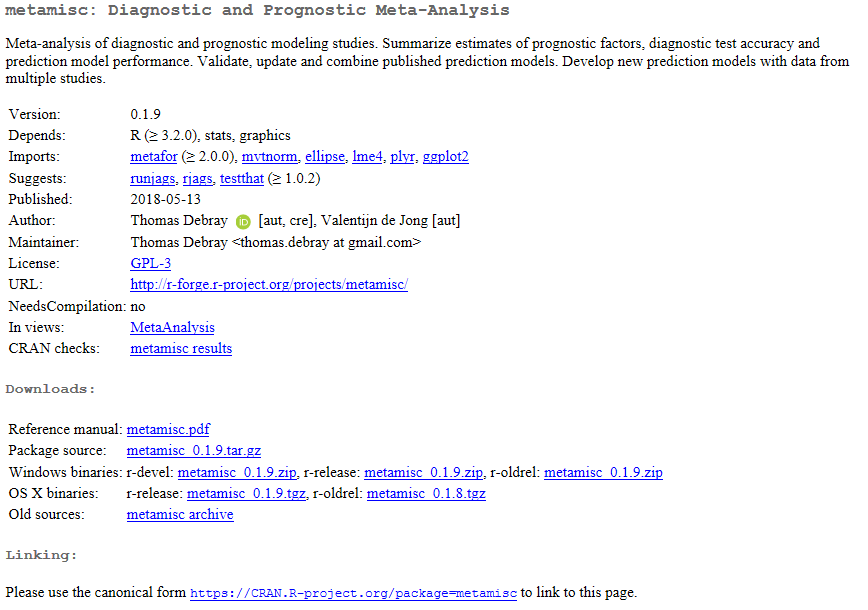 metamisc: Diagnostic and Prognostic Meta-Analysis
Meta-analysis of diagnostic and prognostic modeling studies. Summarize estimates of prognostic factors, diagnostic test accuracy and
prediction model performance. Validate, update and combine published prediction models. Develop new prediction models with data from
multiple studies.
Version: 0.1.9
Depends: R (≥ 3.2.0), stats, graphics
Imports: metafor (≥ 2.0.0), mvtnorm, ellipse, lme4, plyr, ggplot2
Suggests: runjags, rjags, testthat (≥ 1.0.2)
Published: 2018-05-13
Author: Thomas Debray iD [aut, cre], Valentijn de Jong [aut]
Maintainer: Thomas Debray <thomas.debray at gmail.com>
License: GPL-3
URL: http://r-forge.r-project.org/projects/metamisc/
NeedsCompilation: no
In views: MetaAnalysis
CRAN checks: metamisc results
Downloads:
Reference manual: metamisc.pdf
Package source: metamisc_0.1.9.tar.gz
Windows binaries: r-devel: metamisc_0.1.9.zip, r-release: metamisc_0.1.9.zip, r-oldrel: metamisc_0.1.9.zip
OS X binaries: r-release: metamisc_0.1.9.tgz, r-oldrel: metamisc_0.1.8.tgz
Old sources: metamisc archive
Linking:
Please use the canonical form https://CRAN.R-project.org/package=metamisc to link to this page.